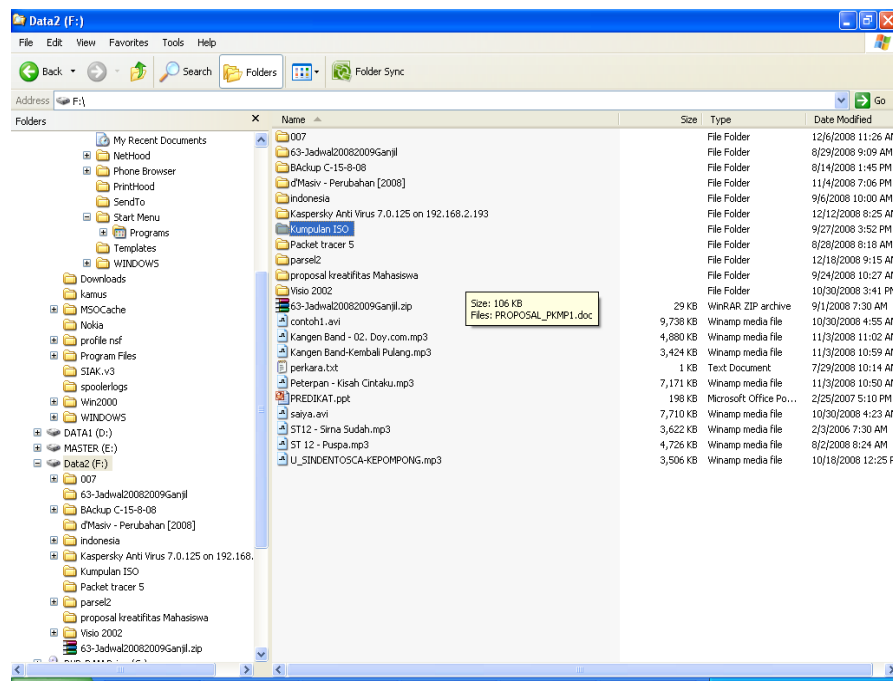 Data2 (F:)
File Edit View Favorites Tools Help
Back Search Folders Folder Sync
Address F:\ Go
Folders
My Recent Documents
NetHood
Phone Browser
PrintHood
SendTo
Start Menu
Programs
Templates
WINDOWS
Downloads
kamus
MSOCache
Nokia
profile nsf
Program Files
SIAK.v3
spoolerlogs
Win2000
WINDOWS
DATA1 (D:)
MASTER (E:)
Data2 (F:)
007
63-Jadwal20082009Ganjil
BAckup C-15-8-08
d'Masiv - Perubahan [2008]
indonesia
Kaspersky Anti Virus 7.0.125 on 192.168.
Kumpulan ISO
Packet tracer 5
parsel2
proposal kreatifitas Mahasiswa
Visio 2002
63-Jadwal20082009Ganjil.zip
Name Size Type Date Modified
007 File Folder 12/6/2008 11:26 AM
63-Jadwal20082009Ganjil File Folder 8/29/2008 9:09 AM
BAckup C-15-8-08 File Folder 8/14/2008 1:45 PM
d'Masiv - Perubahan [2008] File Folder 11/4/2008 7:06 PM
indonesia File Folder 9/6/2008 10:00 AM
Kaspersky Anti Virus 7.0.125 on 192.168.2.193 File Folder 12/12/2008 8:25 AM
Kumpulan ISO File Folder 9/27/2008 3:52 PM
Packet tracer 5 File Folder 8/28/2008 8:18 AM
parsel2 File Folder 12/18/2008 9:15 AM
proposal kreatifitas Mahasiswa File Folder 9/24/2008 10:27 AM
Visio 2002 File Folder 10/30/2008 3:41 PM
63-Jadwal20082009Ganjil.zip 29 KB WinRAR ZIP archive 9/1/2008 7:30 AM
contoh1.avi 9,738 KB Winamp media file 10/30/2008 4:55 AM
Kangen Band - 02. Doy.com.mp3 4,880 KB Winamp media file 11/3/2008 11:02 AM
Kangen Band-Kembali Pulang.mp3 3,424 KB Winamp media file 11/3/2008 10:59 AM
perkara.txt 1 KB Text Document 7/29/2008 10:14 AM
Peterpan - Kisah Cintaku.mp3 7,171 KB Winamp media file 11/3/2008 10:50 AM
PREDIKAT.ppt 198 KB Microsoft Office Po... 2/25/2007 5:10 PM
saiya.avi 7,710 KB Winamp media file 10/30/2008 4:23 AM
ST12 - Sirna Sudah.mp3 3,622 KB Winamp media file 2/3/2006 7:30 AM
ST 12 - Puspa.mp3 4,726 KB Winamp media file 8/2/2008 8:24 AM
U_SINDENTOSCA-KEPOMPONG.mp3 3,506 KB Winamp media file 10/18/2008 12:25 P
Size: 106 KB
Files: PROPOSAL_PKMP1.doc